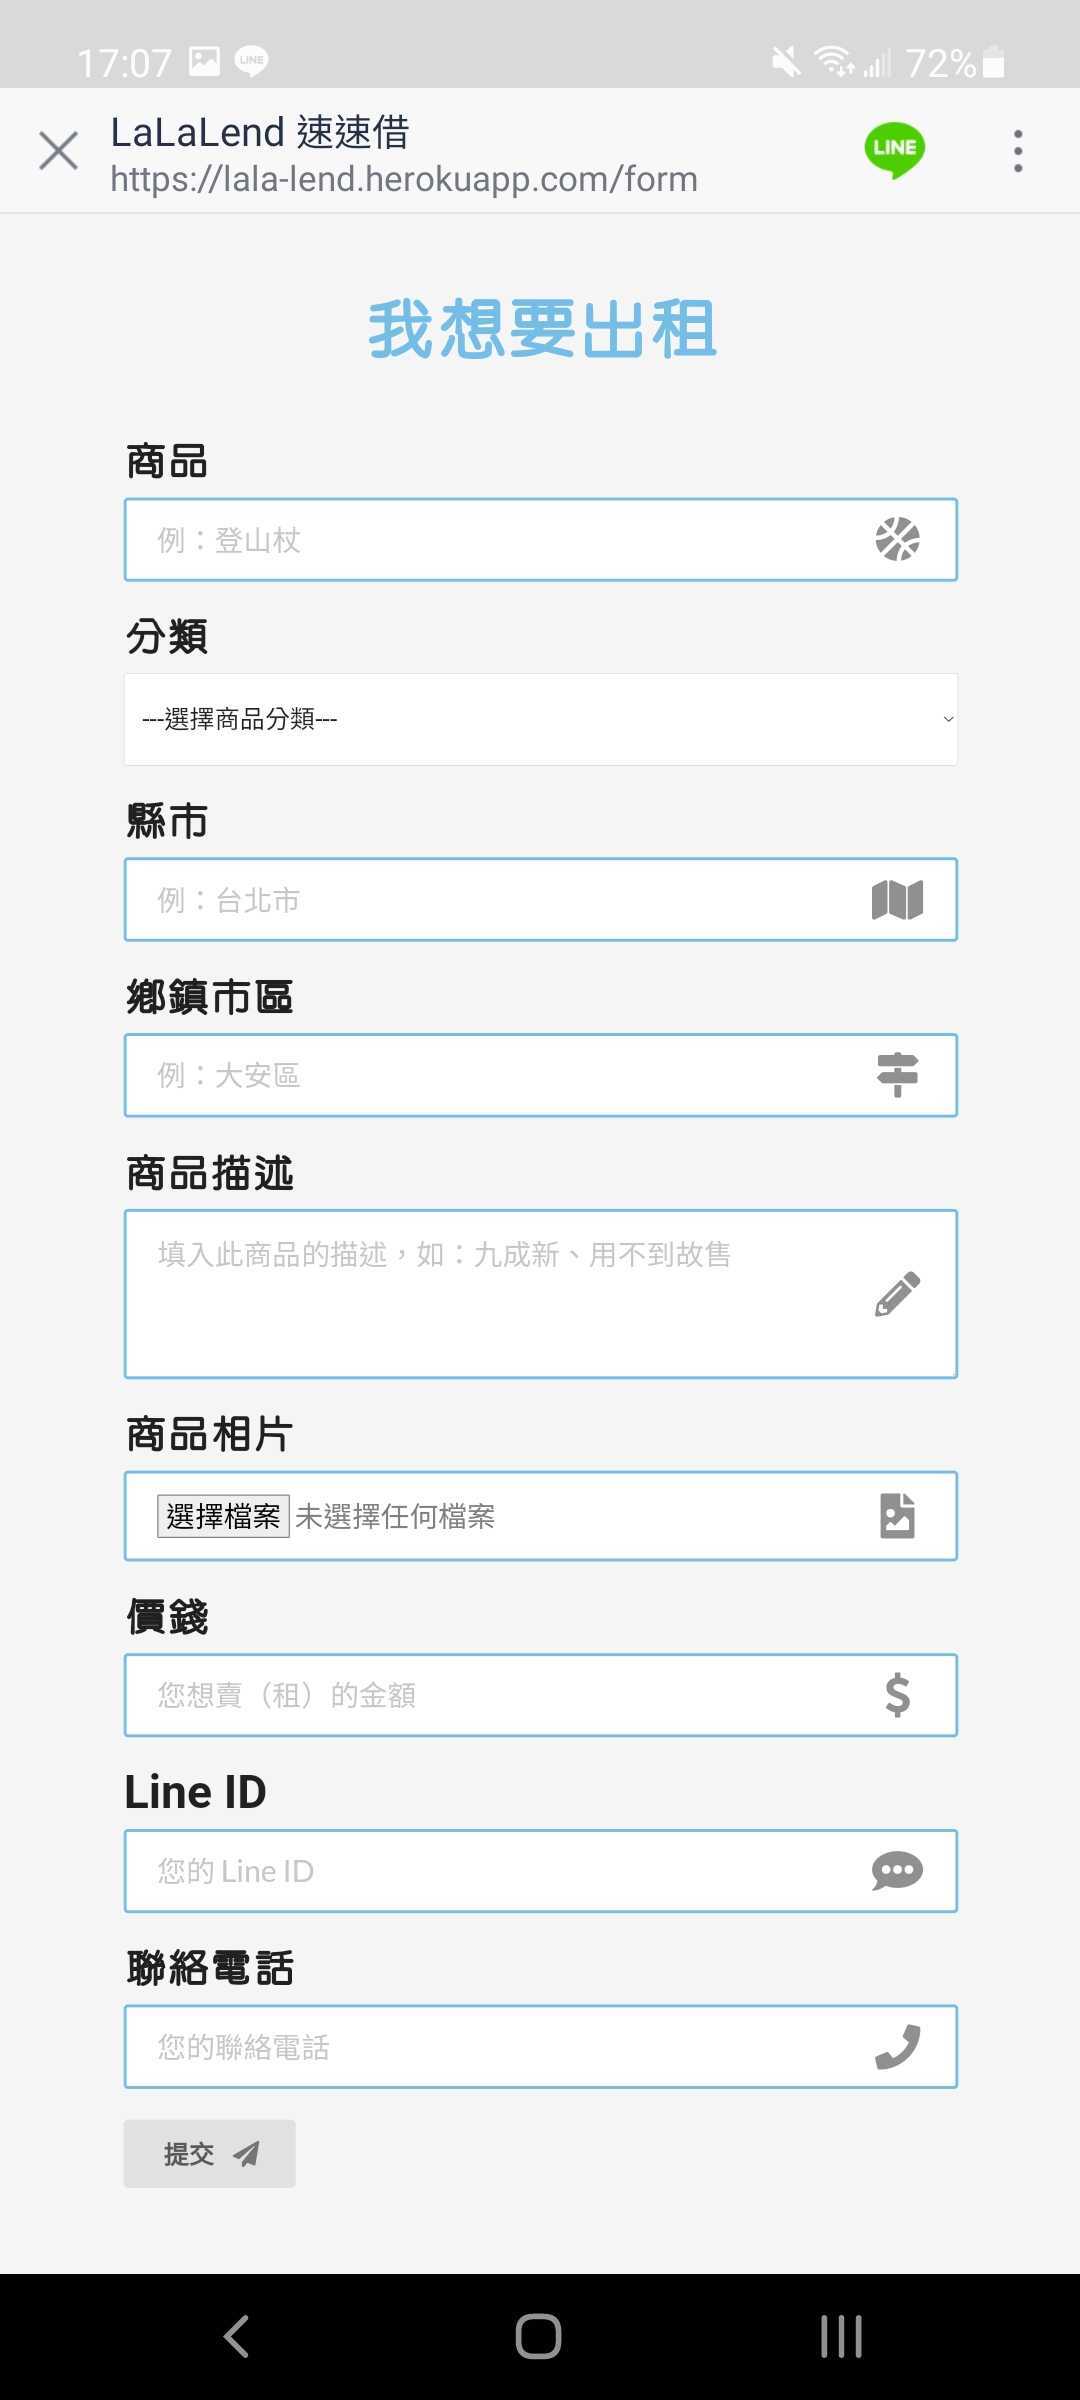 17:07
LINE
72%
LaLaLend 速速借
https://lala-lend.herokuapp.com/form
LINE
我想要出租
商品
例：登山杖
分類
---選擇商品分類---
縣市
例：台北市
鄉鎮市區
例：大安區
商品描述
填入此商品的描述，如：九成新、用不到故售
商品相片
選擇檔案 未選擇任何檔案
價錢
您想賣（租）的金額
Line ID
您的 Line ID
聯絡電話
您的聯絡電話
提交